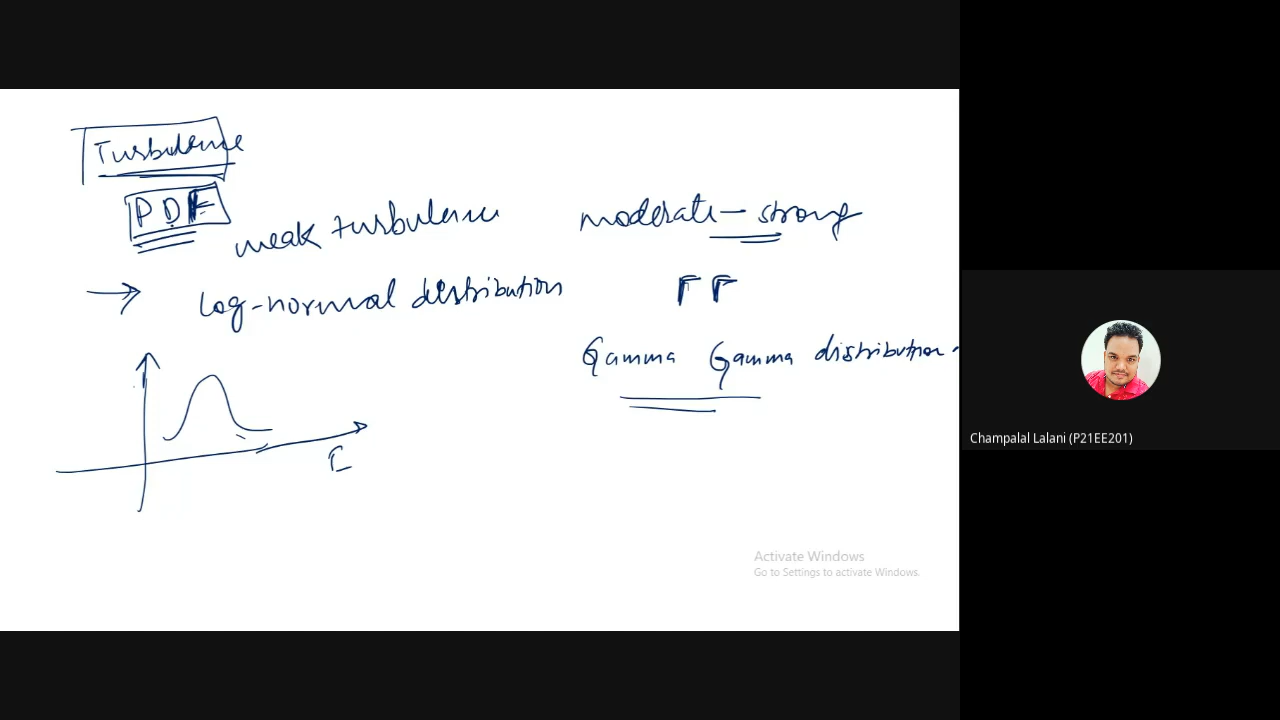 Turbulence
PDF
weak turbulence
moderate - strong
→ log-normal distribution
ΓΓ
Gamma Gamma distribution.
I
Activate Windows
Go to Settings to activate Windows.
Champalal Lalani (P21EE201)